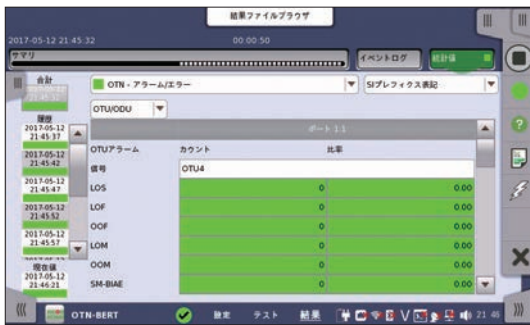 結果ファイルブラウザ
2017-05-12 21:45:32 00:00:50
サマリ イベントログ 統計値
合計 OTN - アラーム/エラー SIプレフィクス表記
21:45:32
OTU/ODU
履歴
2017-05-12 21:45:37
ポート 1.1
2017-05-12 21:45:42
OTUアラーム カウント 比率
信号 OTU4
2017-05-12 21:45:47
LOS 0 0.00
2017-05-12 21:45:52
LOF 0 0.00
OOF 0 0.00
2017-05-12 21:45:57
LOM 0 0.00
現在値
OOM 0 0.00
2017-05-12 21:46:21
SM-BIAE 0 0.00
OTN-BERT 設定 テスト 結果 21 46